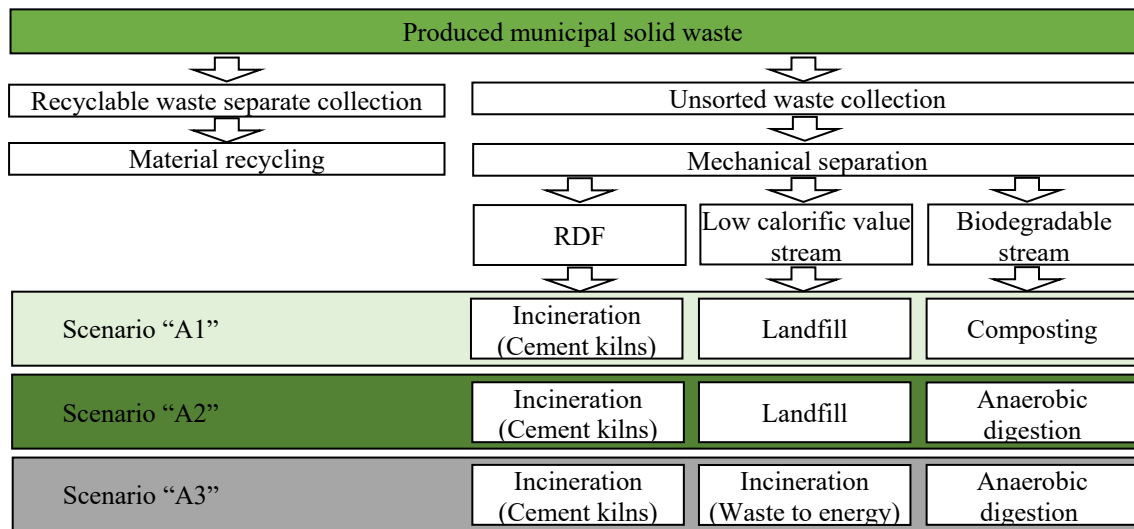 Produced municipal solid waste
Recyclable waste separate collection
Unsorted waste collection
Material recycling
Mechanical separation
RDF
Low calorific value
stream
Biodegradable
stream
Scenario “A1”
Incineration
(Cement kilns)
Landfill
Composting
Scenario “A2”
Incineration
(Cement kilns)
Landfill
Anaerobic
digestion
Scenario “A3”
Incineration
(Cement kilns)
Incineration
(Waste to energy)
Anaerobic
digestion